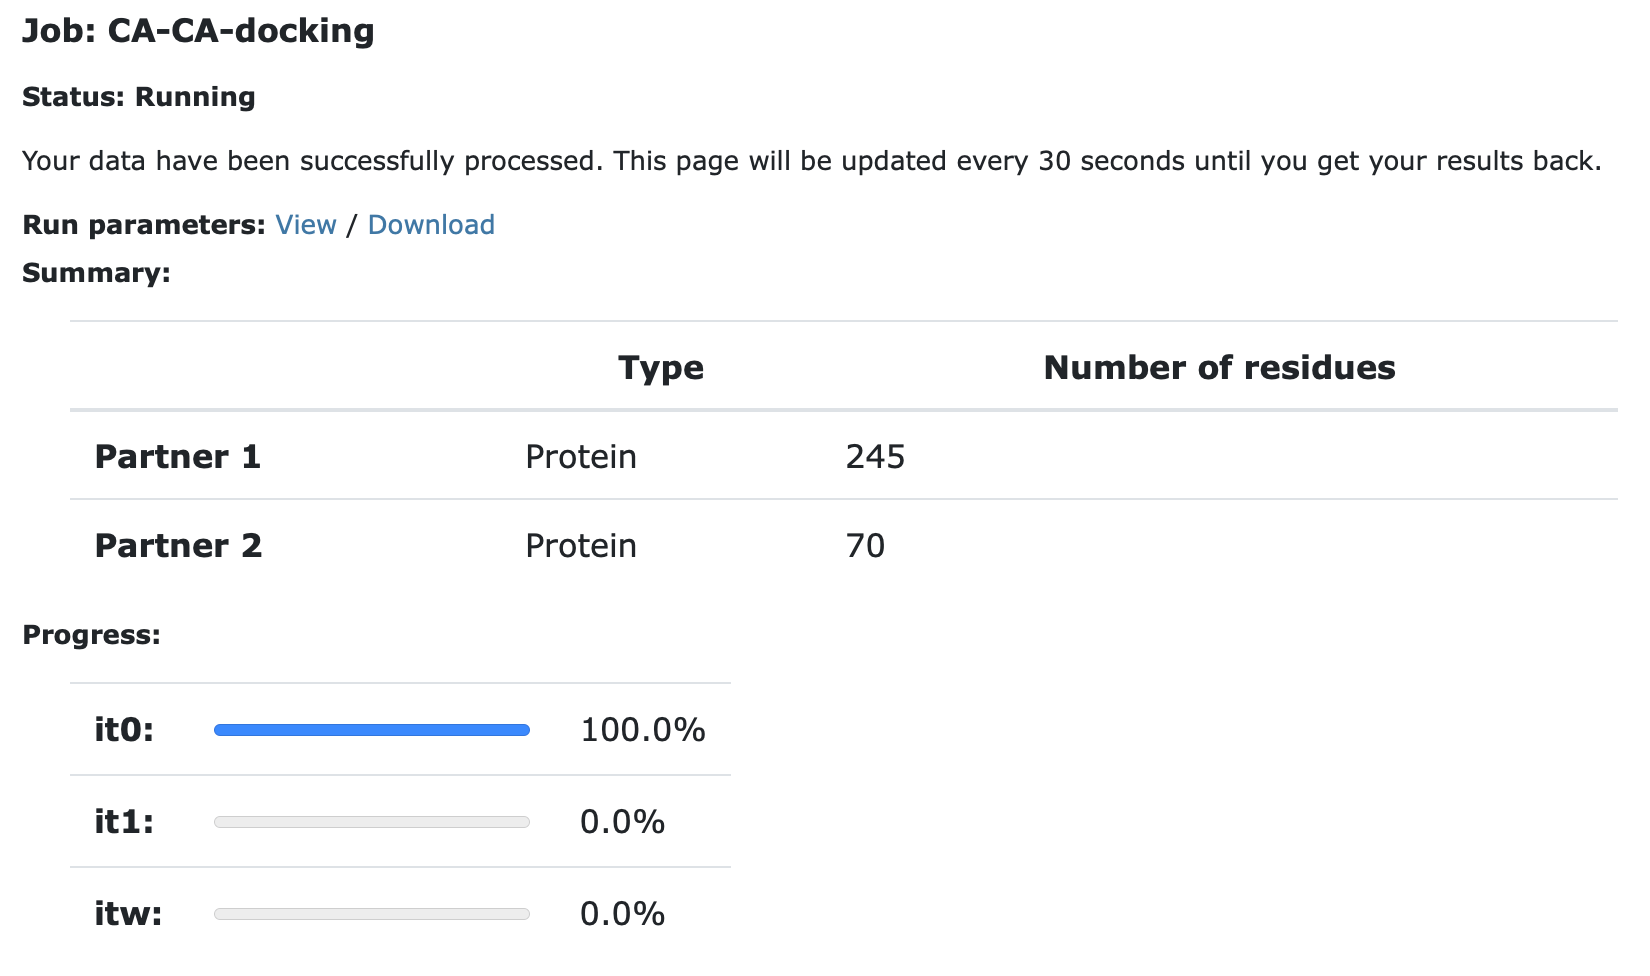 Job: CA-CA-docking
Status: Running
Your data have been successfully processed. This page will be updated every 30 seconds until you get your results back.
Run parameters: View / Download
Summary:
Type Number of residues
Partner 1 Protein 245
Partner 2 Protein 70
Progress:
it0: 100.0%
it1: 0.0%
itw: 0.0%